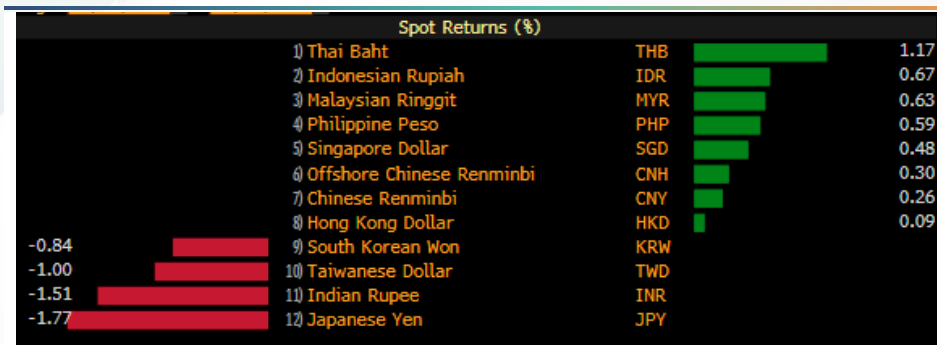 Spot Returns (%)
1) Thai Baht THB 1.17
2) Indonesian Rupiah IDR 0.67
3) Malaysian Ringgit MYR 0.63
4) Philippine Peso PHP 0.59
5) Singapore Dollar SGD 0.48
6) Offshore Chinese Renminbi CNH 0.30
7) Chinese Renminbi CNY 0.26
8) Hong Kong Dollar HKD 0.09
-0.84 9) South Korean Won KRW
-1.00 10) Taiwanese Dollar TWD
-1.51 11) Indian Rupee INR
-1.77 12) Japanese Yen JPY